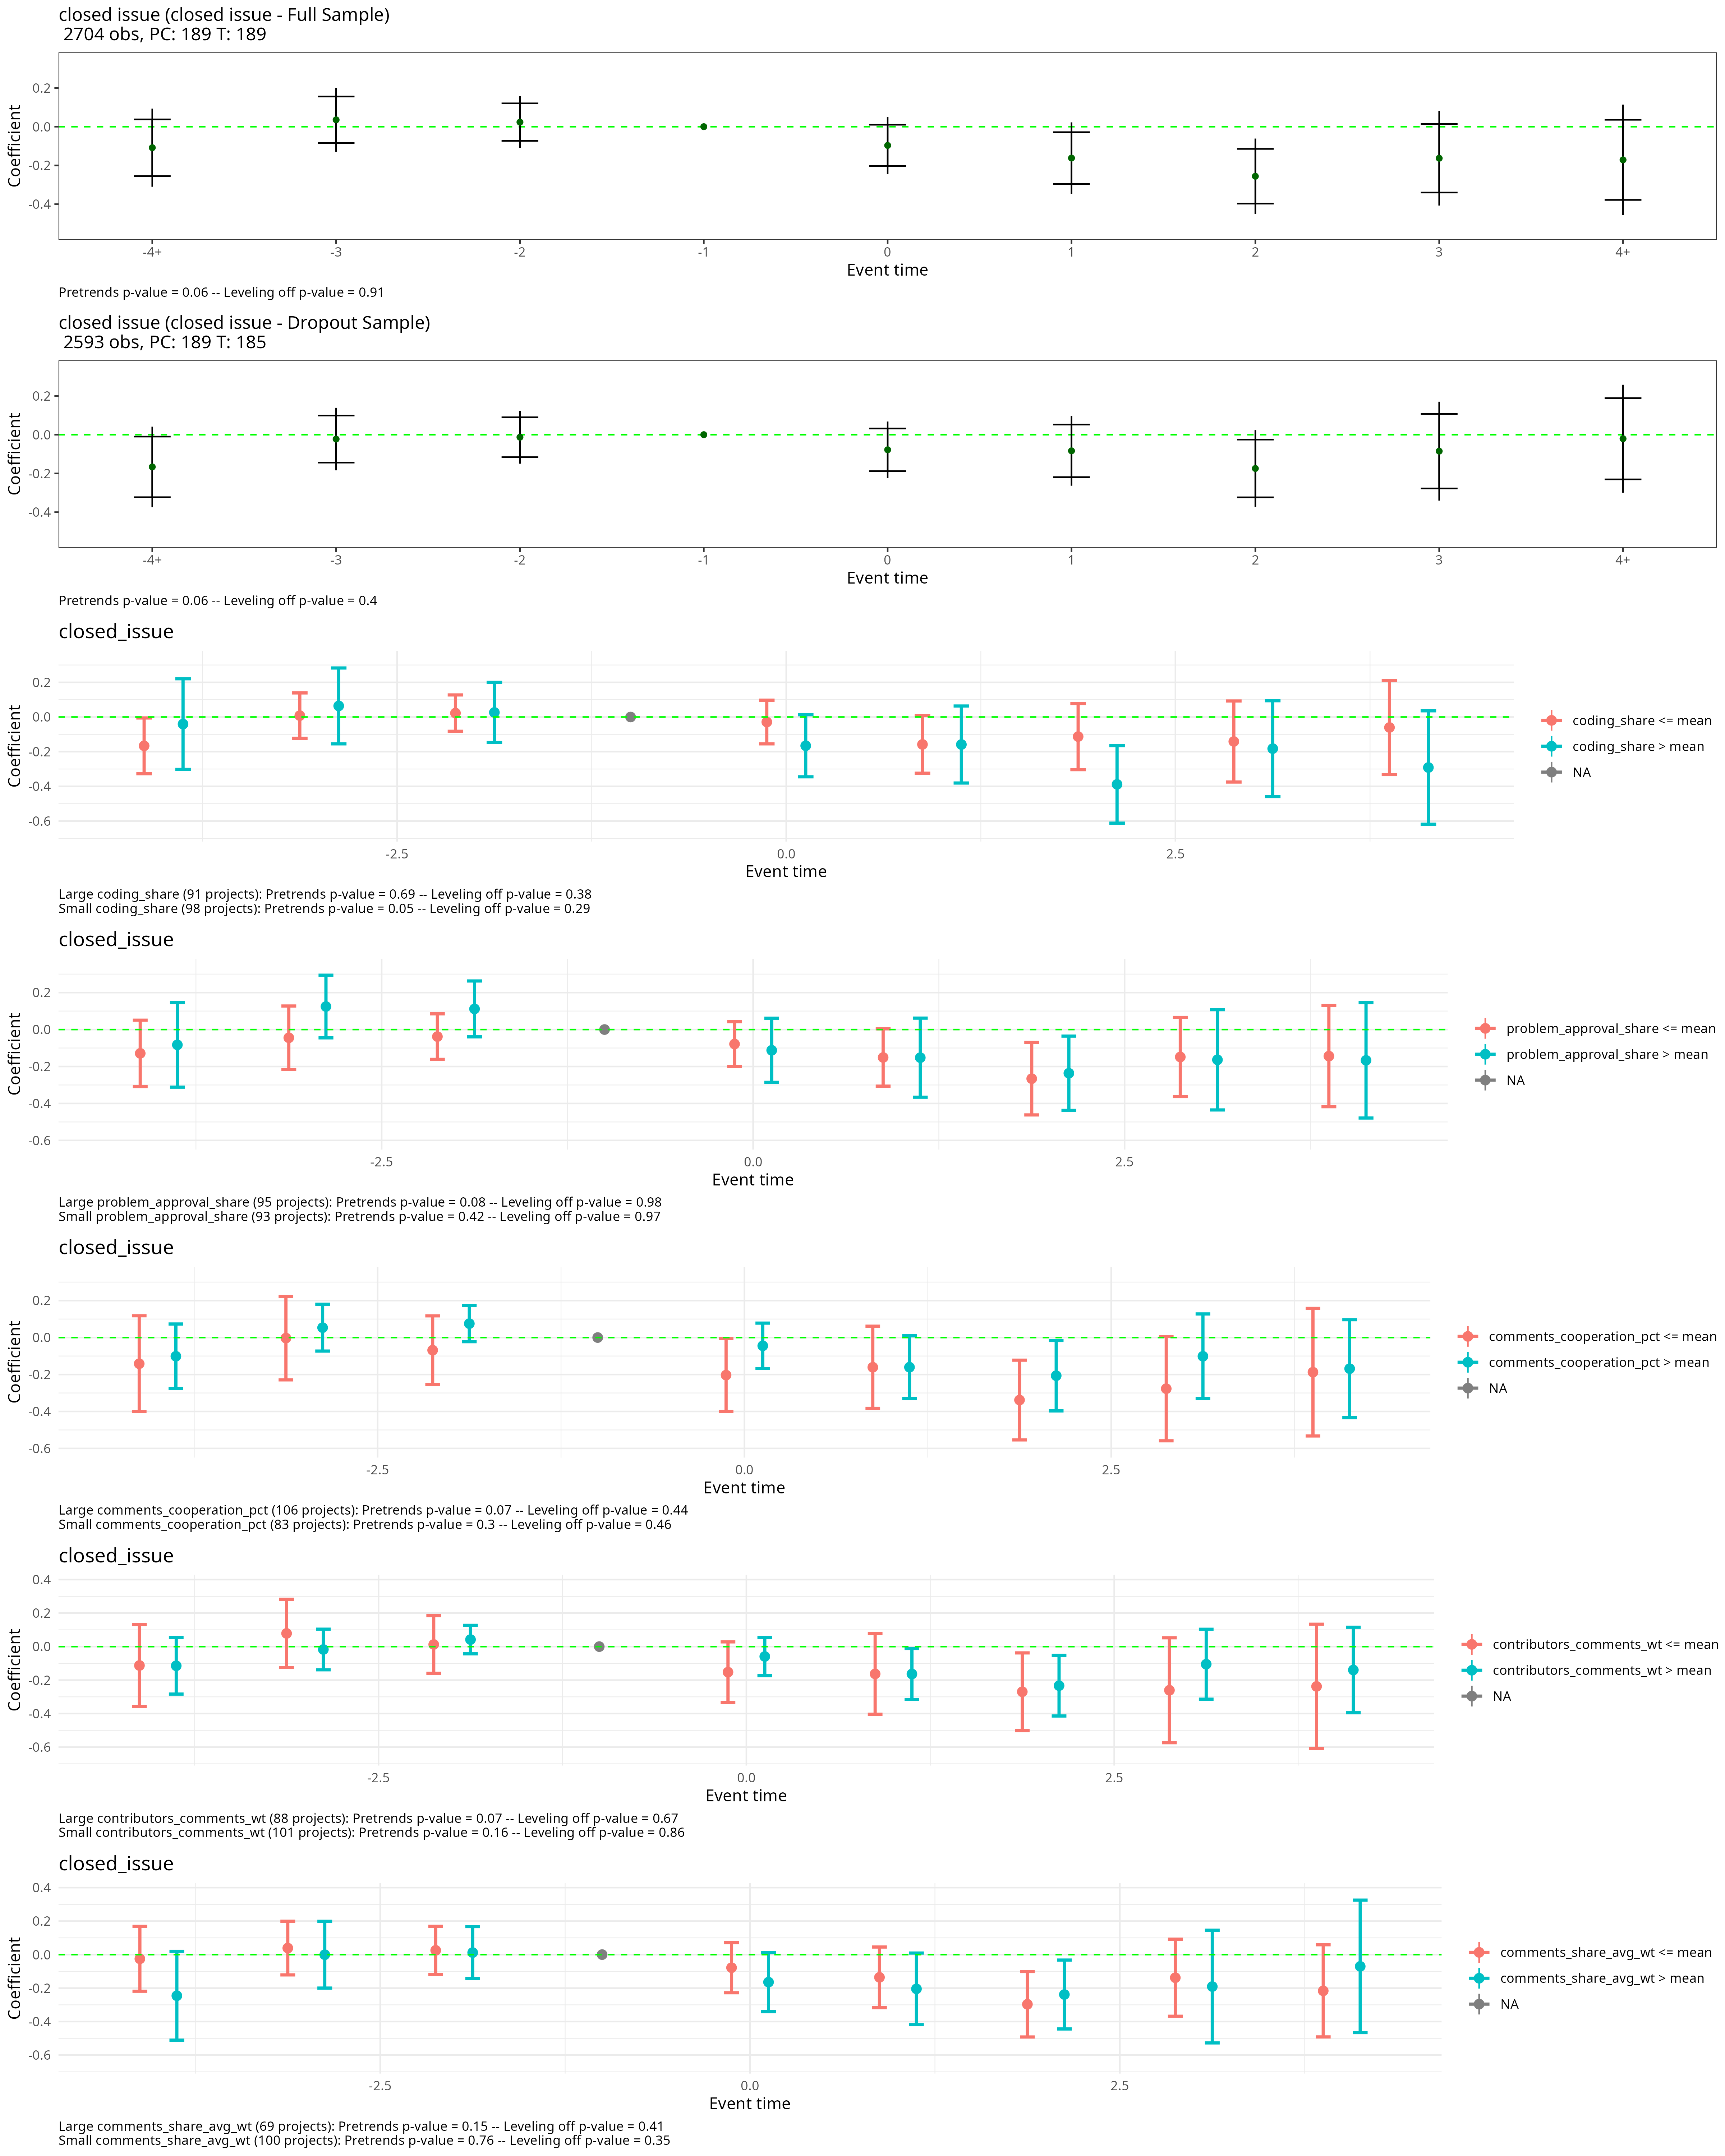 closed issue (closed issue - Full Sample)
2704 obs, PC: 189 T: 189
0.2
0.0
-0.2
-0.4
Coefficient
-4+ -3 -2 -1 0 1 2 3 4+
Event time
Pretrends p-value = 0.06 -- Leveling off p-value = 0.91
closed issue (closed issue - Dropout Sample)
2593 obs, PC: 189 T: 185
0.2
0.0
-0.2
-0.4
Coefficient
-4+ -3 -2 -1 0 1 2 3 4+
Event time
Pretrends p-value = 0.06 -- Leveling off p-value = 0.4
closed_issue
0.2
0.0
-0.2
-0.4
-0.6
Coefficient
-2.5 0.0 2.5
Event time
coding_share <= mean
coding_share > mean
NA
Large coding_share (91 projects): Pretrends p-value = 0.69 -- Leveling off p-value = 0.38
Small coding_share (98 projects): Pretrends p-value = 0.05 -- Leveling off p-value = 0.29
closed_issue
0.2
0.0
-0.2
-0.4
-0.6
Coefficient
-2.5 0.0 2.5
Event time
problem_approval_share <= mean
problem_approval_share > mean
NA
Large problem_approval_share (95 projects): Pretrends p-value = 0.08 -- Leveling off p-value = 0.98
Small problem_approval_share (93 projects): Pretrends p-value = 0.42 -- Leveling off p-value = 0.97
closed_issue
0.2
0.0
-0.2
-0.4
-0.6
Coefficient
-2.5 0.0 2.5
Event time
comments_cooperation_pct <= mean
comments_cooperation_pct > mean
NA
Large comments_cooperation_pct (106 projects): Pretrends p-value = 0.07 -- Leveling off p-value = 0.44
Small comments_cooperation_pct (83 projects): Pretrends p-value = 0.3 -- Leveling off p-value = 0.46
closed_issue
0.4
0.2
0.0
-0.2
-0.4
-0.6
Coefficient
-2.5 0.0 2.5
Event time
contributors_comments_wt <= mean
contributors_comments_wt > mean
NA
Large contributors_comments_wt (88 projects): Pretrends p-value = 0.07 -- Leveling off p-value = 0.67
Small contributors_comments_wt (101 projects): Pretrends p-value = 0.16 -- Leveling off p-value = 0.86
closed_issue
0.4
0.2
0.0
-0.2
-0.4
-0.6
Coefficient
-2.5 0.0 2.5
Event time
comments_share_avg_wt <= mean
comments_share_avg_wt > mean
NA
Large comments_share_avg_wt (69 projects): Pretrends p-value = 0.15 -- Leveling off p-value = 0.41
Small comments_share_avg_wt (100 projects): Pretrends p-value = 0.76 -- Leveling off p-value = 0.35